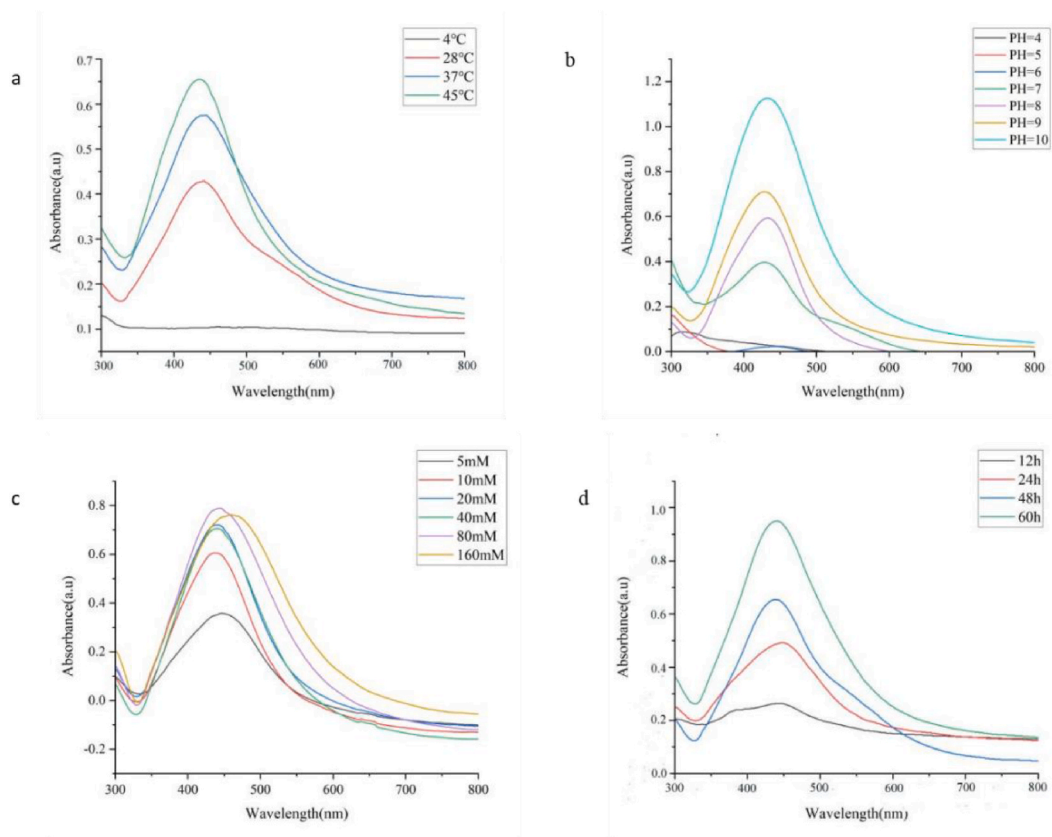 a
4°C
28°C
37°C
45°C
0.7
0.6
0.5
0.4
0.3
0.2
0.1
Absorbance(a.u)
300 400 500 600 700 800
Wavelength(nm)
b
PH=4
PH=5
PH=6
PH=7
PH=8
PH=9
PH=10
1.2
1.0
0.8
0.6
0.4
0.2
0.0
Absorbance(a.u)
300 400 500 600 700 800
Wavelength(nm)
c
5mM
10mM
20mM
40mM
80mM
160mM
0.8
0.6
0.4
0.2
0.0
-0.2
Absorbance(a.u)
300 400 500 600 700 800
Wavelength(nm)
d
12h
24h
48h
60h
1.0
0.8
0.6
0.4
0.2
0.0
Absorbance(a.u)
300 400 500 600 700 800
Wavelength(nm)